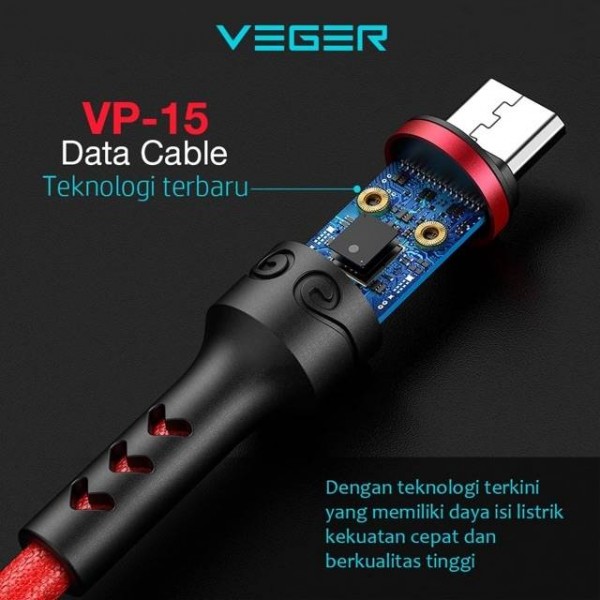 VEGER
VP-15
Data Cable
Teknologi terbaru
Dengan teknologi terkini
yang memiliki daya isi listrik
kekuatan cepat dan
berkualitas tinggi